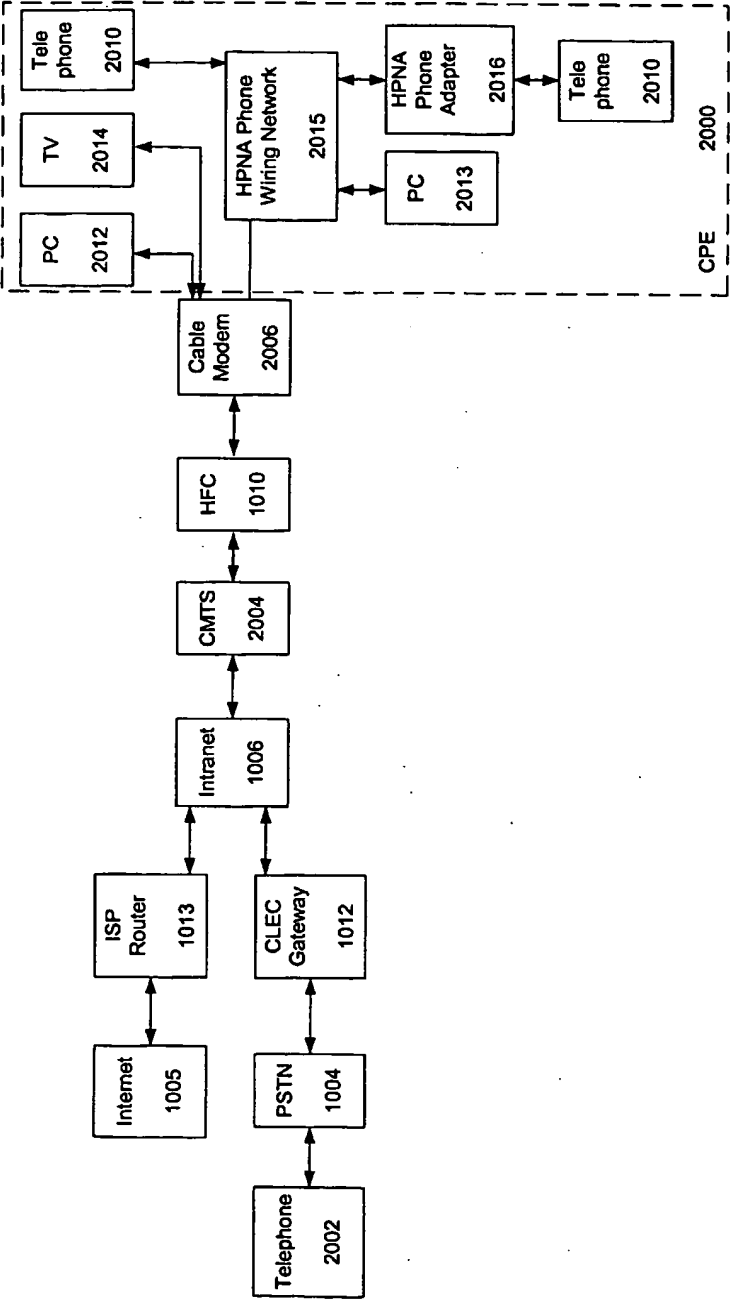 Telephone
2002
PSTN
1004
Internet
1005
ISP
Router
1013
CLEC
Gateway
1012
Intranet
1006
CMTS
2004
HFC
1010
Cable
Modem
2006
PC
2012
TV
2014
Tele
phone
2010
HPNA Phone
Wiring Network
2015
PC
2013
HPNA
Phone
Adapter
2016
Tele
phone
2010
CPE
2000